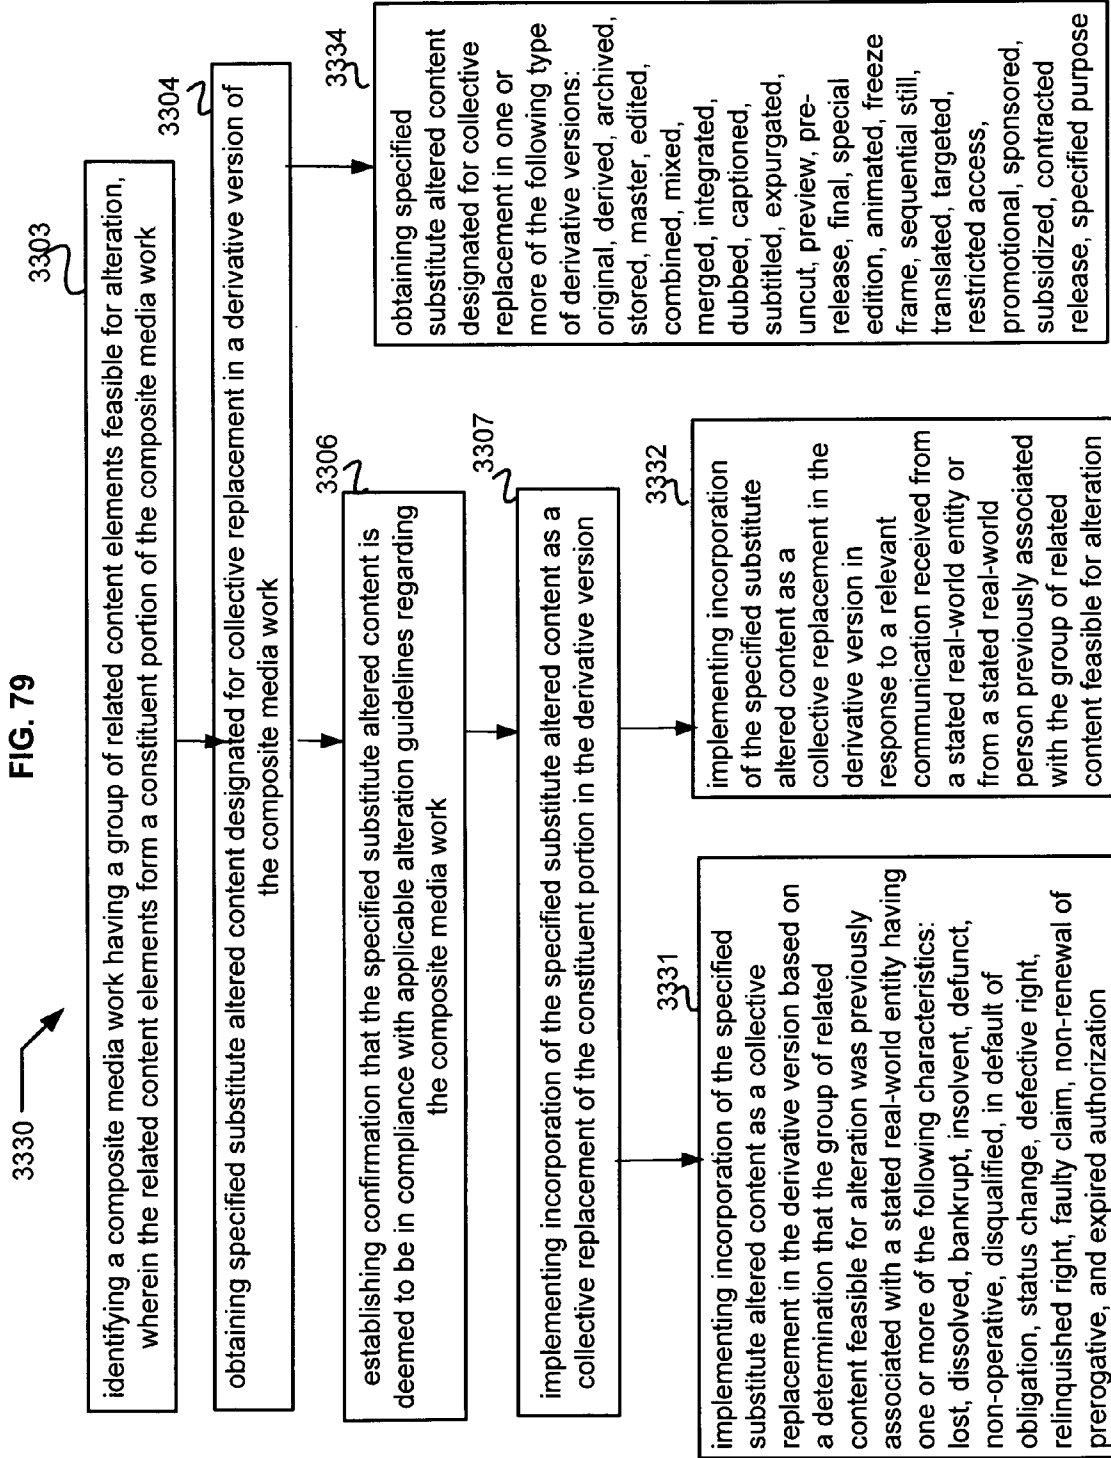 FIG. 79
3330
3303
identifying a composite media work having a group of related content elements feasible for alteration,
wherein the related content elements form a constituent portion of the composite media work
3304
obtaining specified substitute altered content designated for collective replacement in a derivative version of
the composite media work
3306
establishing confirmation that the specified substitute altered content is
deemed to be in compliance with applicable alteration guidelines regarding
the composite media work
3307
implementing incorporation of the specified substitute altered content as a
collective replacement of the constituent portion in the derivative version
3331
implementing incorporation of the specified
substitute altered content as a collective
replacement in the derivative version based on
a determination that the group of related
content feasible for alteration was previously
associated with a stated real-world entity having
one or more of the following characteristics:
lost, dissolved, bankrupt, insolvent, defunct,
non-operative, disqualified, in default of
obligation, status change, defective right,
relinquished right, faulty claim, non-renewal of
prerogative, and expired authorization
3332
implementing incorporation
of the specified substitute
altered content as a
collective replacement in the
derivative version in
response to a relevant
communication received from
a stated real-world entity or
from a stated real-world
person previously associated
with the group of related
content feasible for alteration
3334
obtaining specified
substitute altered content
designated for collective
replacement in one or
more of the following type
of derivative versions:
original, derived, archived,
stored, master, edited,
combined, mixed,
merged, integrated,
dubbed, captioned,
subtitled, expurgated,
uncut, preview, pre-
release, final, special
edition, animated, freeze
frame, sequential still,
translated, targeted,
restricted access,
promotional, sponsored,
subsidized, contracted
release, specified purpose